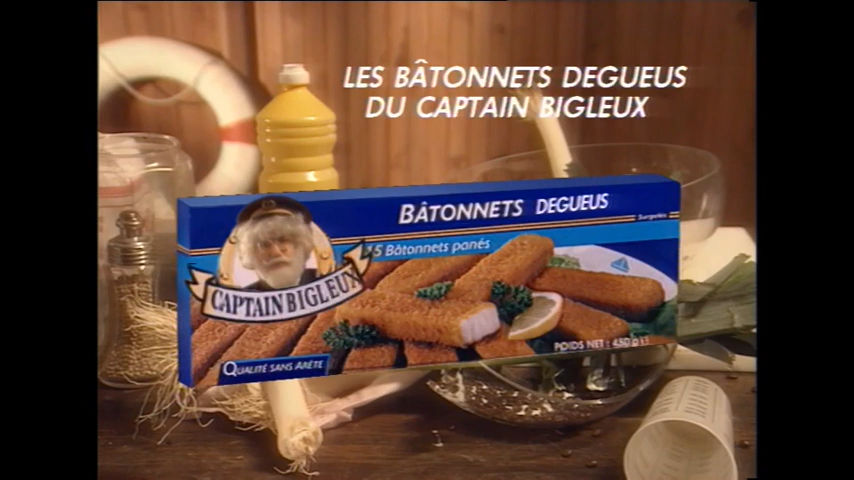 LES BÂTONNETS DEGUEUS
DU CAPTAIN BIGLEUX
BÂTONNETS DEGUEUS
Surgelés
15 Bâtonnets panés
CAPTAIN BIGLEUX
QUALITÉ SANS ARÊTE
POIDS NET : 450 g